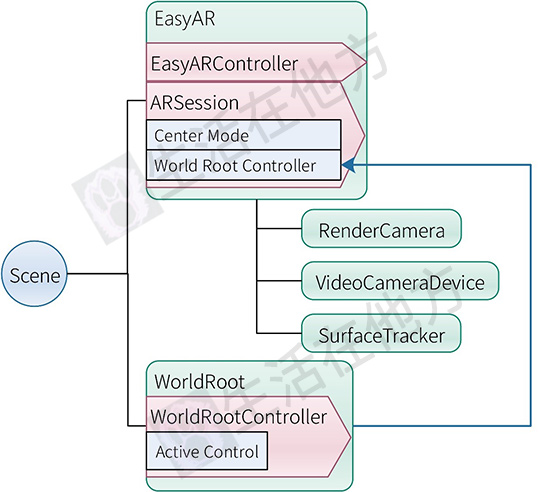 EasyAR
EasyARController
ARSession
Center Mode
World Root Controller
RenderCamera
Scene
VideoCameraDevice
SurfaceTracker
WorldRoot
WorldRootController
Active Control
生活在他方
生活在他方